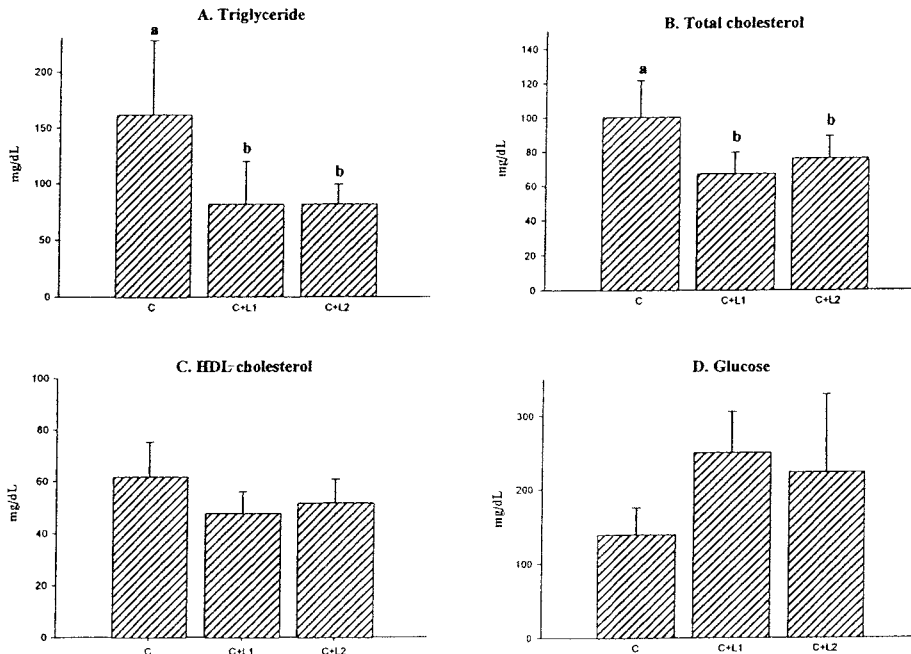 A. Triglyceride
a
200
150
100
50
0
mg/dL
b
b
C
C+L1
C+L2
B. Total cholesterol
140
120
100
80
60
40
20
0
mg/dL
a
b
b
C
C+L1
C+L2
C. HDL-cholesterol
100
80
60
40
20
0
mg/dL
C
C+L1
C+L2
D. Glucose
300
200
100
0
mg/dL
C
C+L1
C+L2